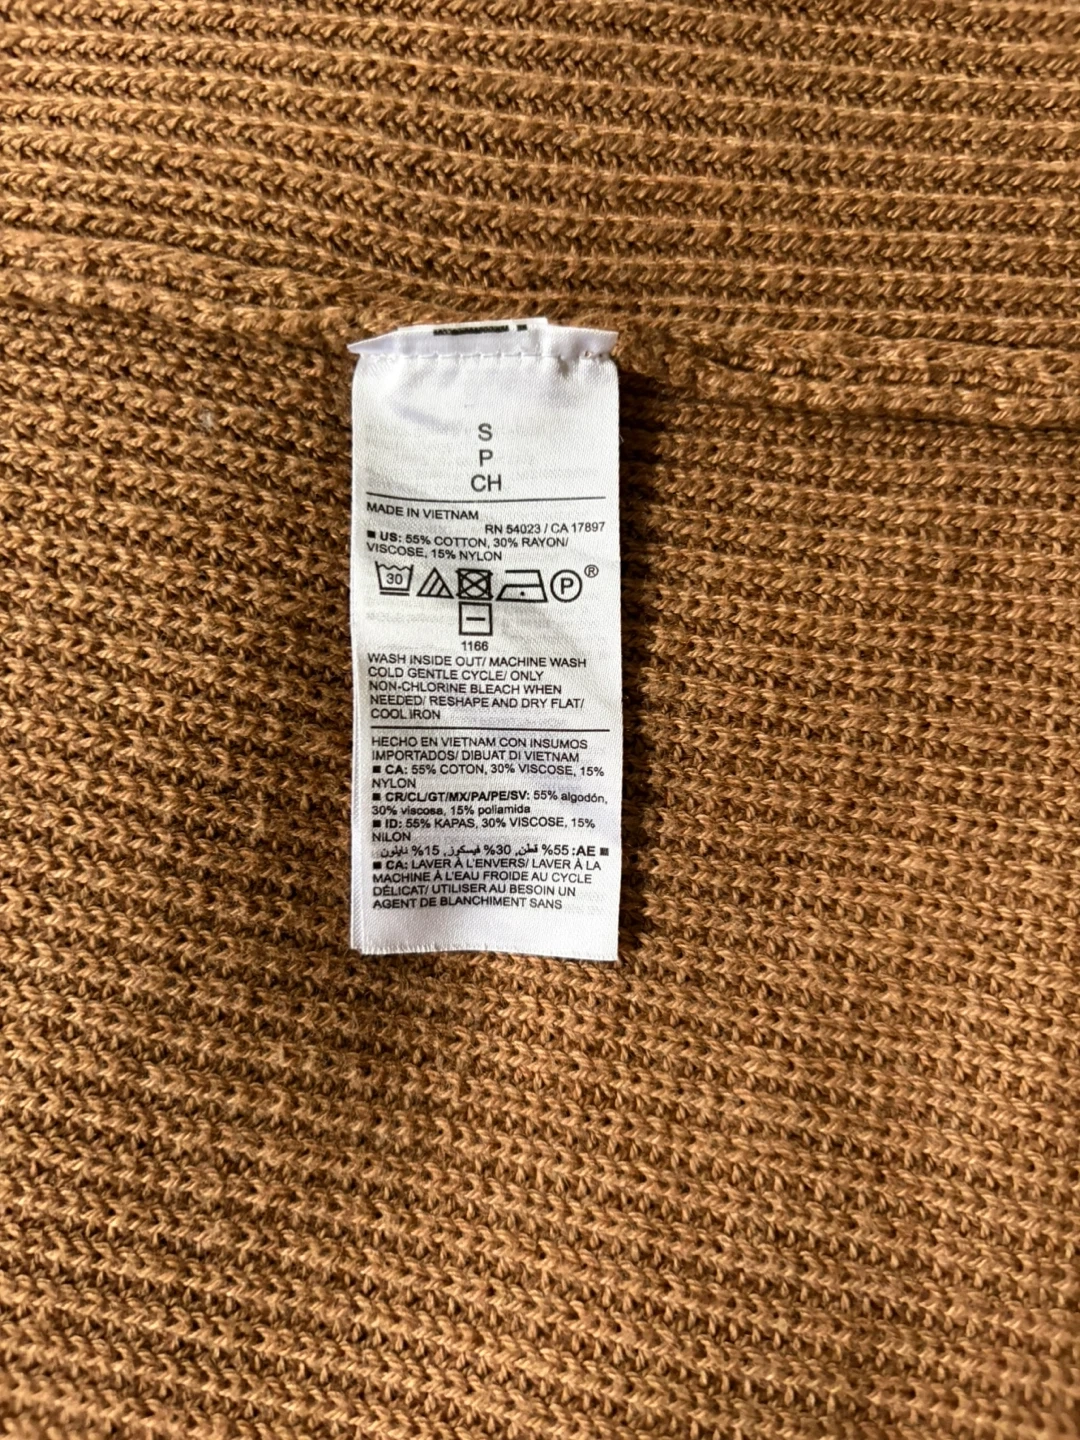 S
P
CH
MADE IN VIETNAM
RN 54023 / CA 17897
■ US: 55% COTTON, 30% RAYON/
VISCOSE, 15% NYLON
30
P ®
1166
WASH INSIDE OUT/ MACHINE WASH
COLD GENTLE CYCLE/ ONLY
NON-CHLORINE BLEACH WHEN
NEEDED/ RESHAPE AND DRY FLAT/
COOL IRON
HECHO EN VIETNAM CON INSUMOS
IMPORTADOS/ DIBUAT DI VIETNAM
■ CA: 55% COTON, 30% VISCOSE, 15%
NYLON
■ CR/CL/GT/MX/PA/PE/SV: 55% algodón,
30% viscosa, 15% poliamida
■ ID: 55% KAPAS, 30% VISCOSE, 15%
NILON
■ AE: 55% قطن, 30% فيسكوز, 15% نايلون
■ CA: LAVER À L'ENVERS/ LAVER À LA
MACHINE À L'EAU FROIDE AU CYCLE
DÉLICAT/ UTILISER AU BESOIN UN
AGENT DE BLANCHIMENT SANS